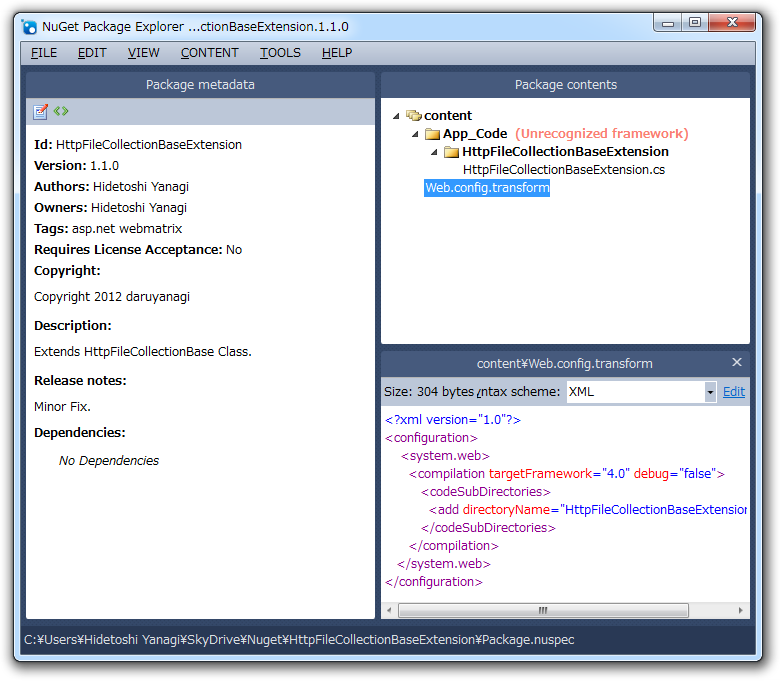 NuGet Package Explorer ...ctionBaseExtension.1.1.0
FILE EDIT VIEW CONTENT TOOLS HELP
Package metadata
Id: HttpFileCollectionBaseExtension
Version: 1.1.0
Authors: Hidetoshi Yanagi
Owners: Hidetoshi Yanagi
Tags: asp.net webmatrix
Requires License Acceptance: No
Copyright:
Copyright 2012 daruyanagi
Description:
Extends HttpFileCollectionBase Class.
Release notes:
Minor Fix.
Dependencies:
No Dependencies
Package contents
content
App_Code (Unrecognized framework)
HttpFileCollectionBaseExtension
HttpFileCollectionBaseExtension.cs
Web.config.transform
content¥Web.config.transform
Size: 304 bytes ntax scheme: XML Edit
<?xml version="1.0"?>
<configuration>
<system.web>
<compilation targetFramework="4.0" debug="false">
<codeSubDirectories>
<add directoryName="HttpFileCollectionBaseExtension
</codeSubDirectories>
</compilation>
</system.web>
</configuration>
C:¥Users¥Hidetoshi Yanagi¥SkyDrive¥Nuget¥HttpFileCollectionBaseExtension¥Package.nuspec